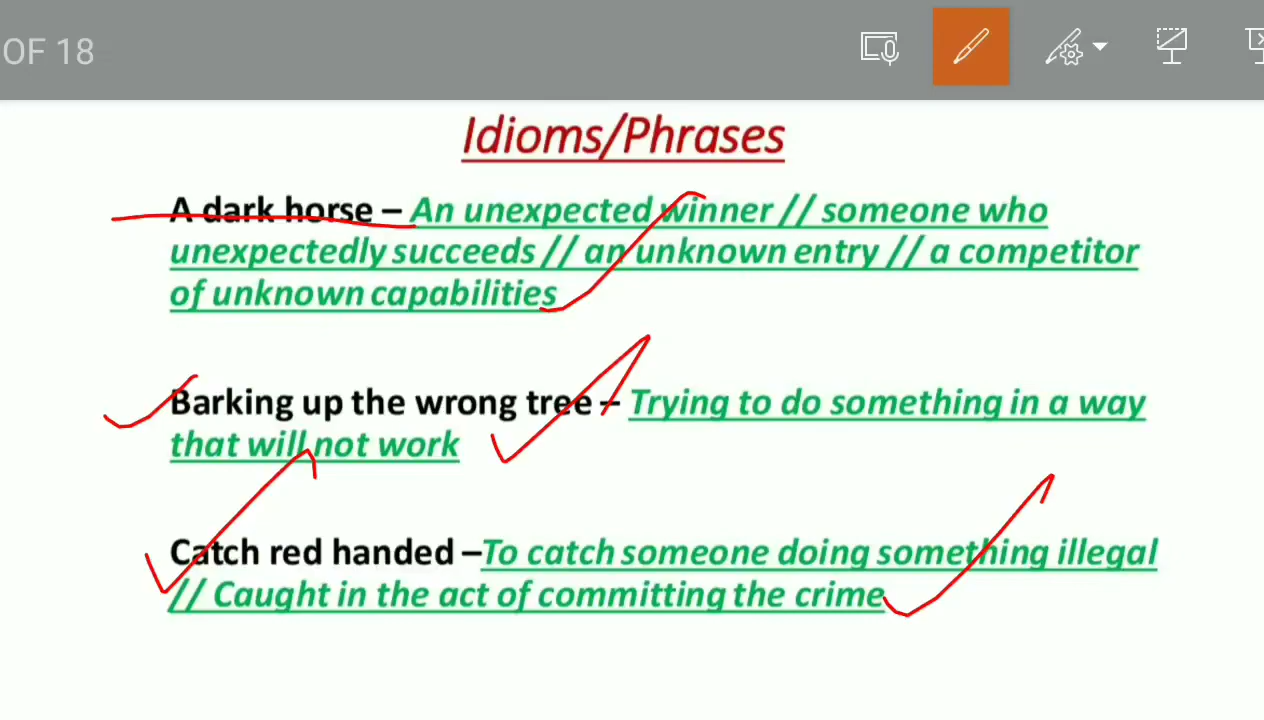 OF 18
Idioms/Phrases
A dark horse – An unexpected winner // someone who
unexpectedly succeeds // an unknown entry // a competitor
of unknown capabilities
Barking up the wrong tree – Trying to do something in a way
that will not work
Catch red handed –To catch someone doing something illegal
// Caught in the act of committing the crime